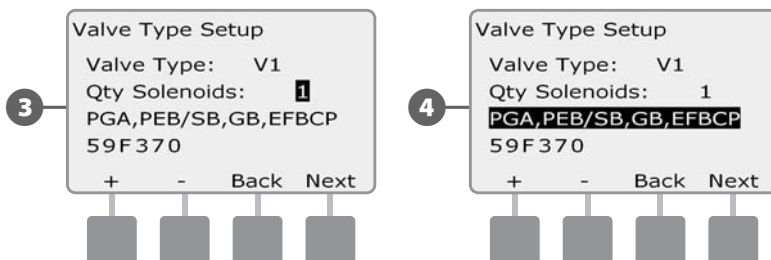 3
Valve Type Setup
Valve Type: V1
Qty Solenoids: 1
PGA,PEB/SB,GB,EFBCP
59F370
+ - Back Next
4
Valve Type Setup
Valve Type: V1
Qty Solenoids: 1
PGA,PEB/SB,GB,EFBCP
59F370
+ - Back Next